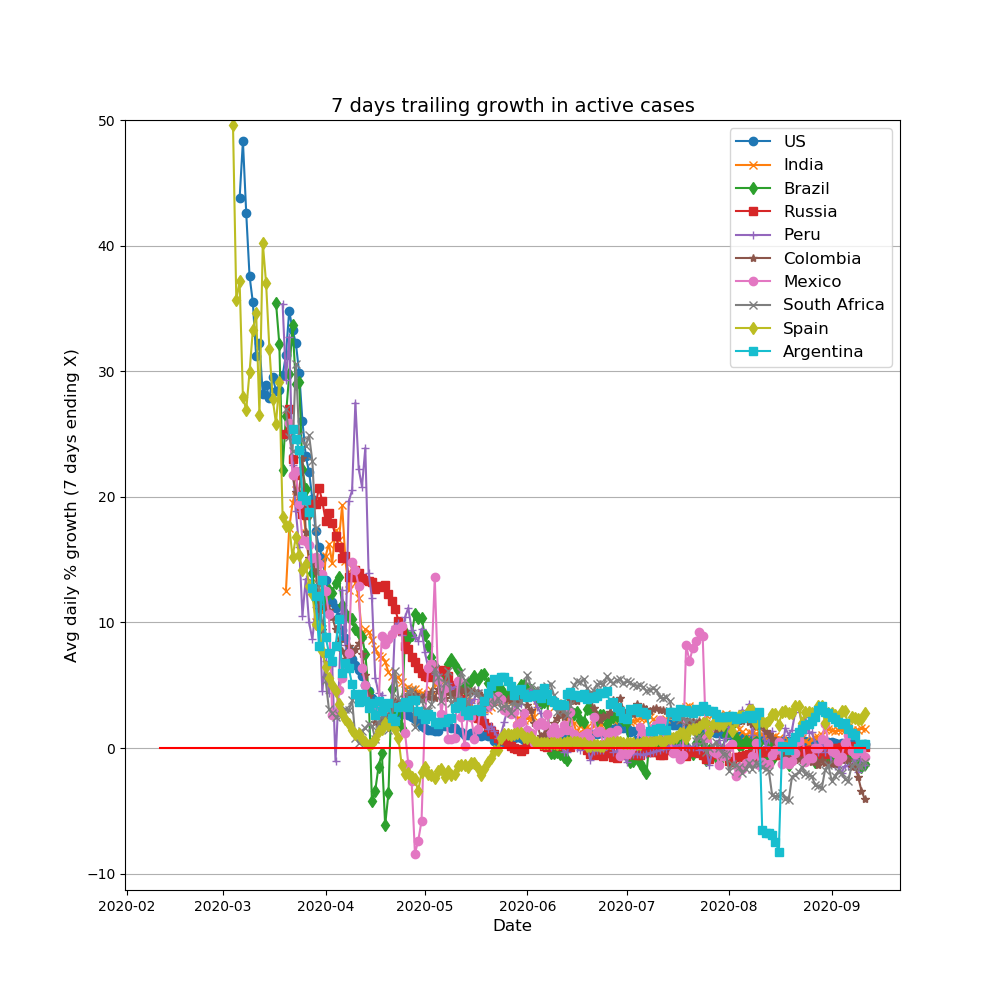 7 days trailing growth in active cases
US
India
Brazil
Russia
Peru
Colombia
Mexico
South Africa
Spain
Argentina
Avg daily % growth (7 days ending X)
50
40
30
20
10
0
−10
2020-02 2020-03 2020-04 2020-05 2020-06 2020-07 2020-08 2020-09
Date